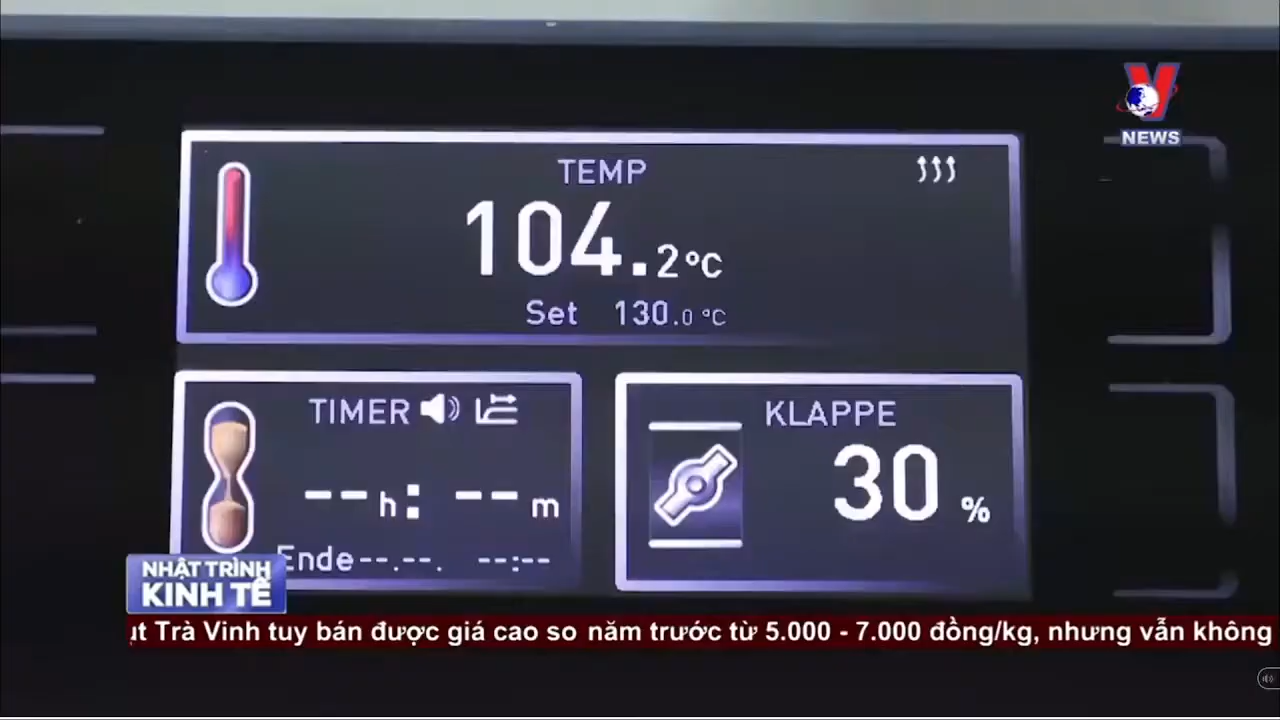 NEWS
TEMP
104.2°C
Set 130.0 °C
TIMER
--h: --m
Ende--.--. --:--
KLAPPE
30 %
NHẬT TRÌNH
KINH TẾ
Trà Vinh tuy bán được giá cao so năm trước từ 5.000 - 7.000 đồng/kg, nhưng vẫn không